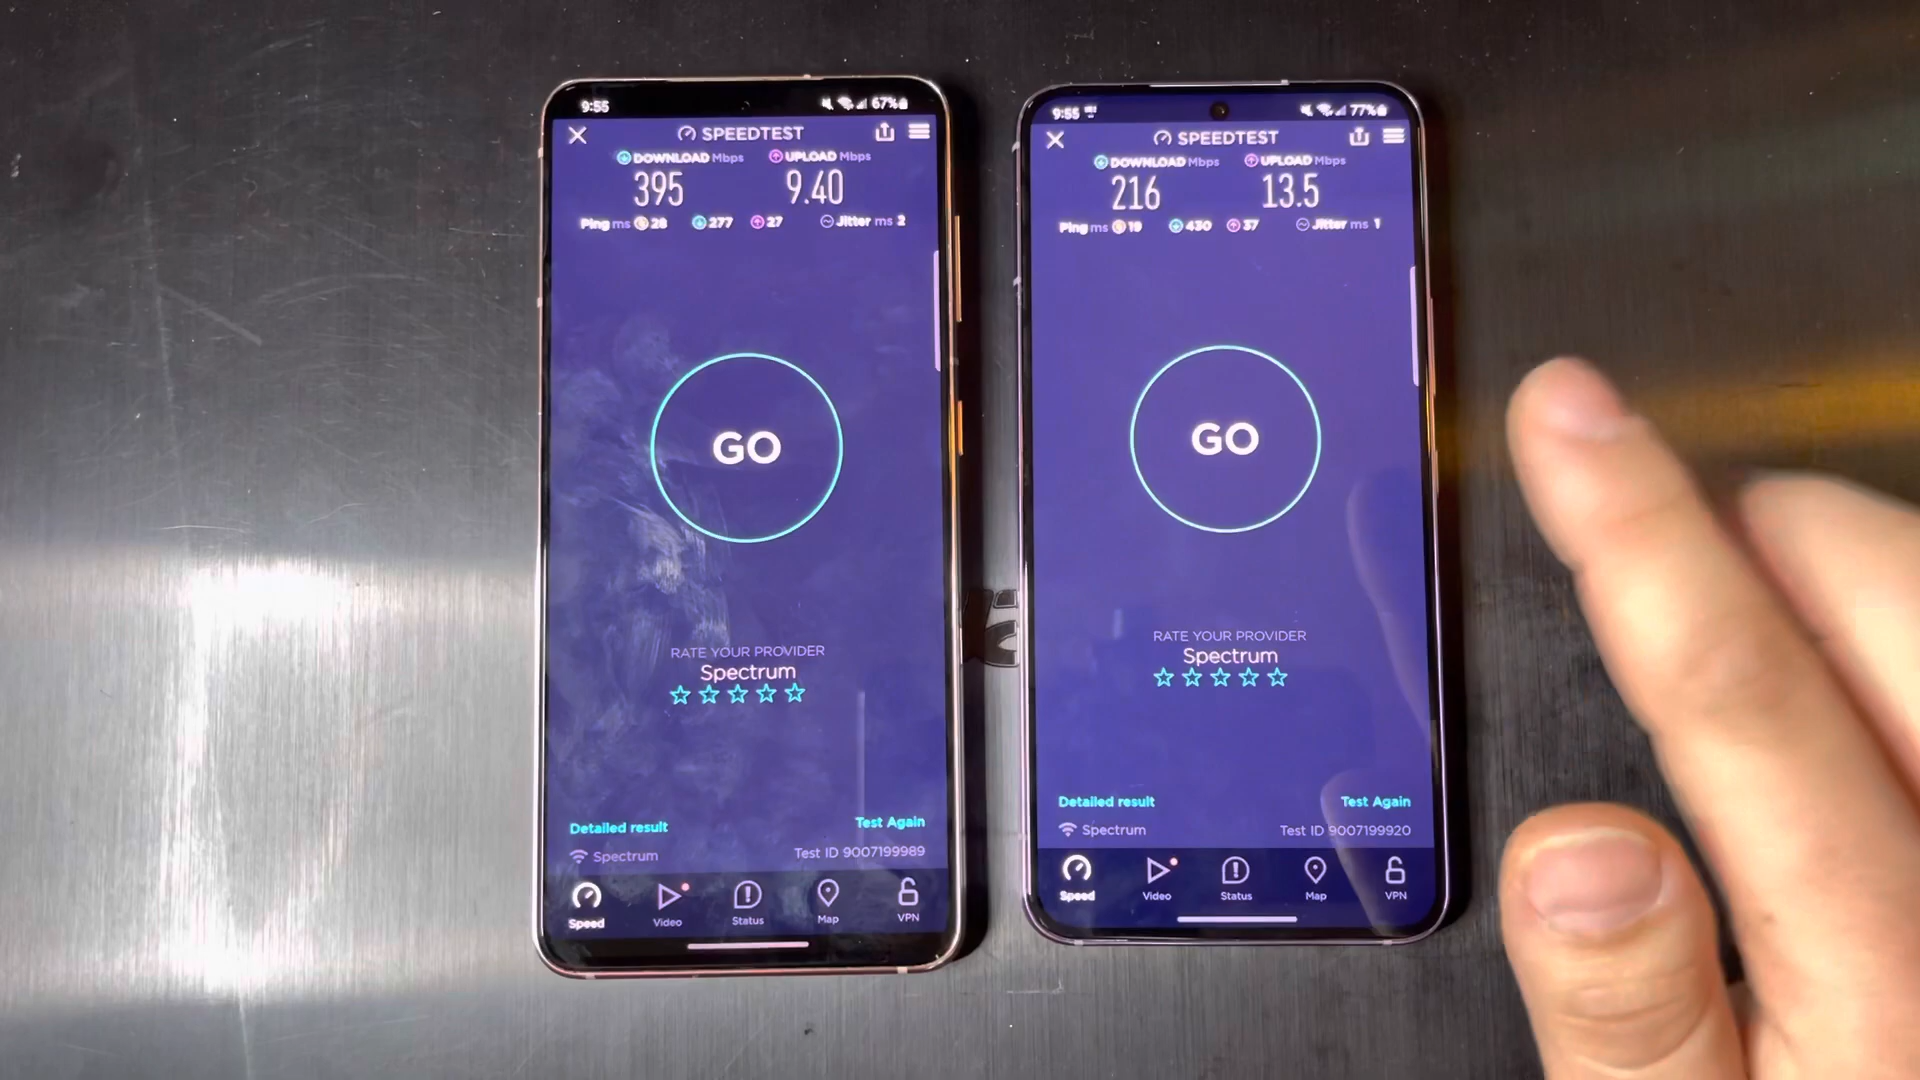 9:55
67%
SPEEDTEST
DOWNLOAD Mbps
UPLOAD Mbps
395
9.40
Ping ms 28
277
27
Jitter ms 2
GO
RATE YOUR PROVIDER
Spectrum
Detailed result
Test Again
Spectrum
Test ID 9007199989
Speed
Video
Status
Map
VPN
9:55
77%
SPEEDTEST
DOWNLOAD Mbps
UPLOAD Mbps
216
13.5
Ping ms 19
430
37
Jitter ms 1
GO
RATE YOUR PROVIDER
Spectrum
Detailed result
Test Again
Spectrum
Test ID 9007199920
Speed
Video
Status
Map
VPN